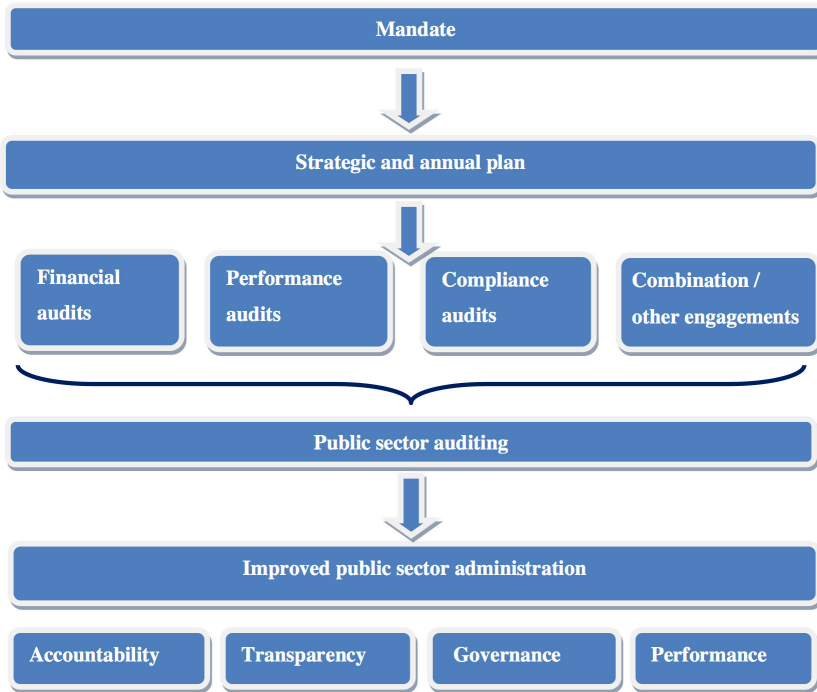 Mandate
Strategic and annual plan
Financial
audits
Performance
audits
Compliance
audits
Combination /
other engagements
Public sector auditing
Improved public sector administration
Accountability
Transparency
Governance
Performance